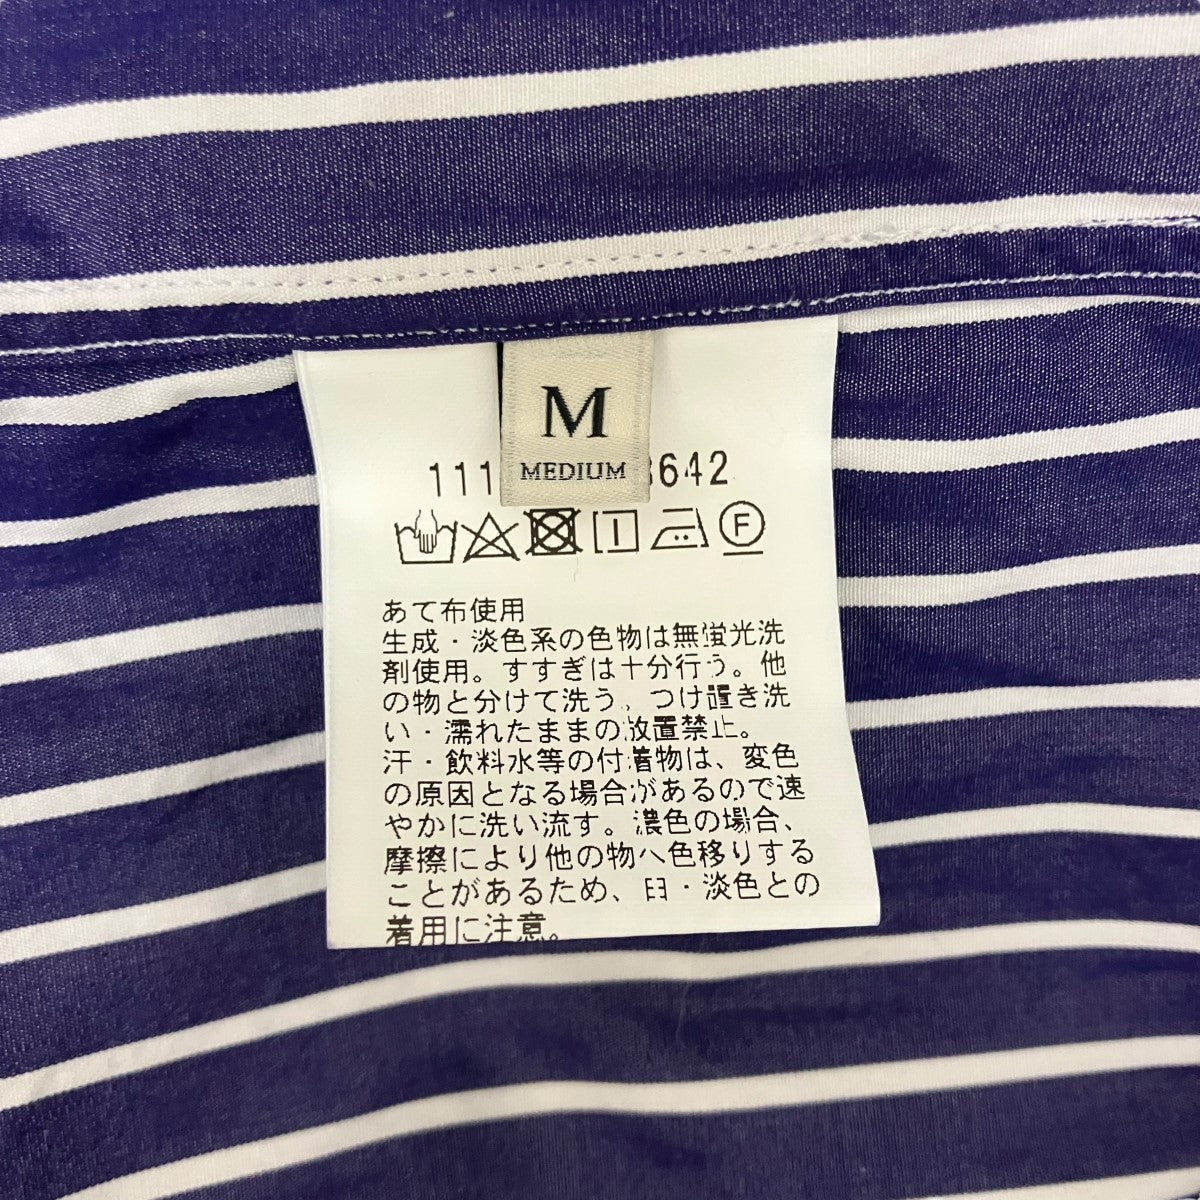 M
MEDIUM
111 3642
F
あて布使用
生成・淡色系の色物は無蛍光洗
剤使用。すすぎは十分行う。他
の物と分けて洗う、つけ置き洗
い・濡れたままの放置禁止。
汗・飲料水等の付着物は、変色
の原因となる場合があるので速
やかに洗い流す。濃色の場合、
摩擦により他の物へ色移りする
ことがあるため、白・淡色との
着用に注意。